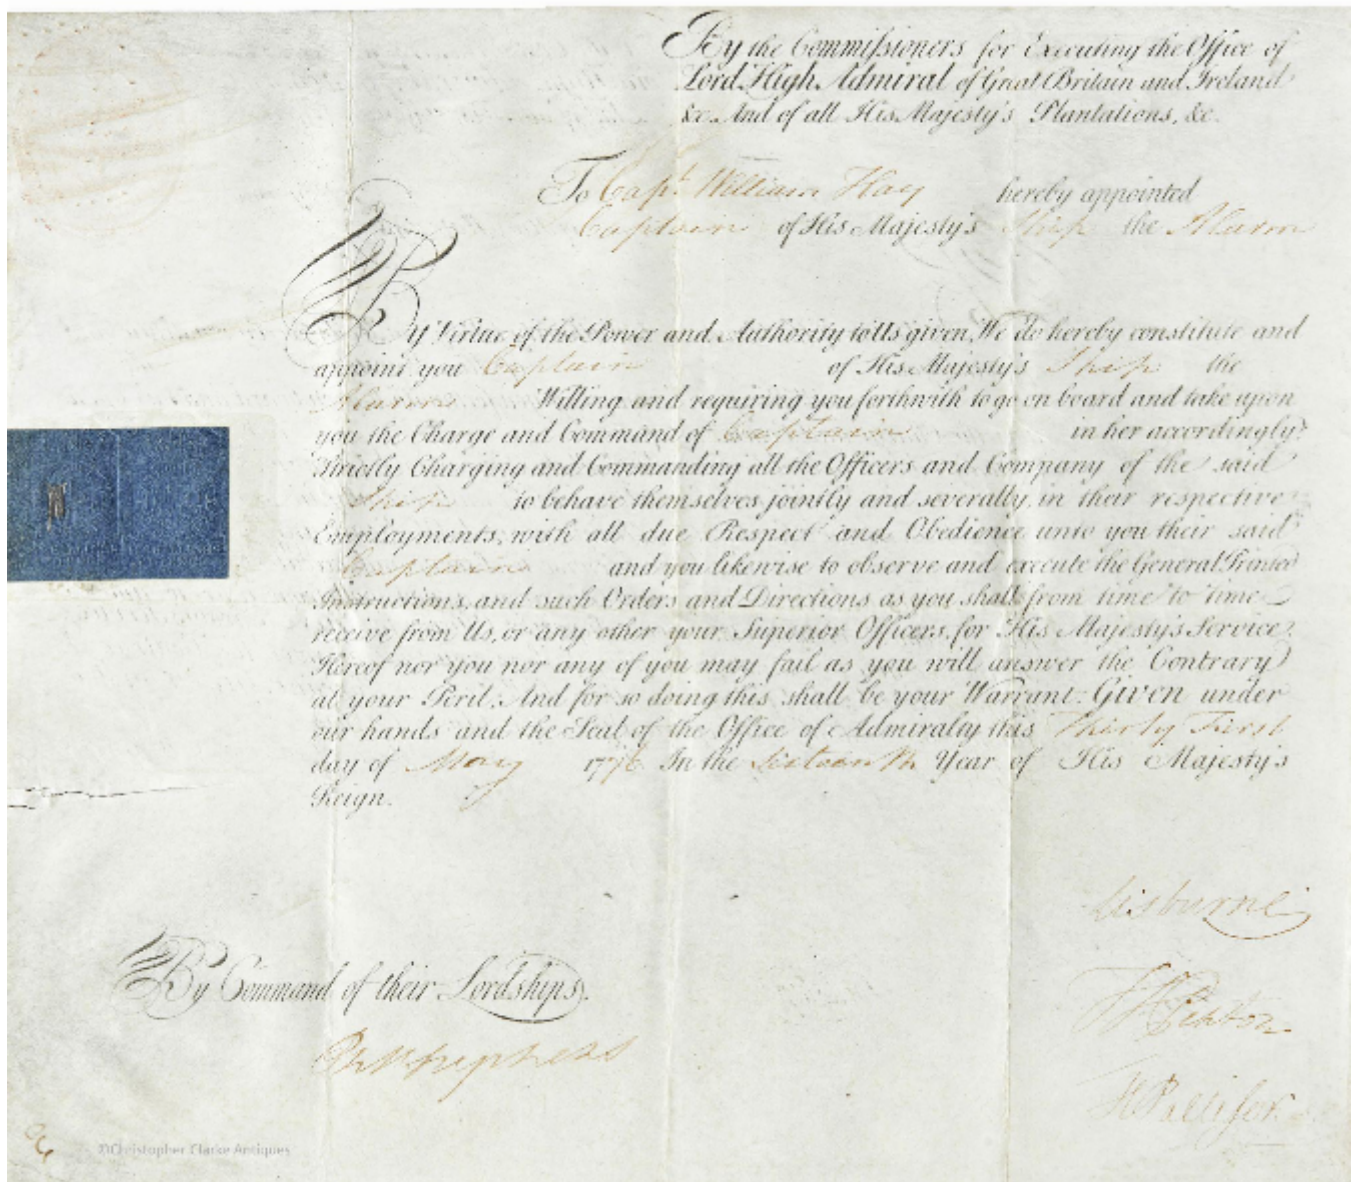 By the Commiſsioners for Executing the Office of
Lord High Admiral of Great Britain and Ireland
&c. And of all His Majesty's Plantations, &c.
To Capt. William Hay hereby appointed
Captain of His Majesty's Ship the Alarm
By Virtue of the Power and Authority to Us given, We do hereby constitute and
appoint you Captain of His Majesty's Ship the
Alarm Willing and requiring you forthwith to go on board and take upon
you the Charge and Command of Captain in her accordingly;
Strictly Charging and Commanding all the Officers and Company of the said
Ship to behave themselves jointly and severally, in their respective
Employments, with all due Respect and Obedience unto you their said
Captain and you likewise to observe and execute the General Printed
Instructions, and such Orders and Directions as you shall from time to time
receive from Us, or any other your Superior Officers, for His Majesty's Service:
Hereof nor you nor any of you may fail as you will answer the Contrary
at your Peril; And for so doing this shall be your Warrant. Given under
our hands and the Seal of the Office of Admiralty this Thirty First
day of May 1776 In the Sixteenth Year of His Majesty's
Reign.
Lisburne
By Command of their Lordships.
H Penton
Php Stephens
H Palliser
©Christopher Clarke Antiques